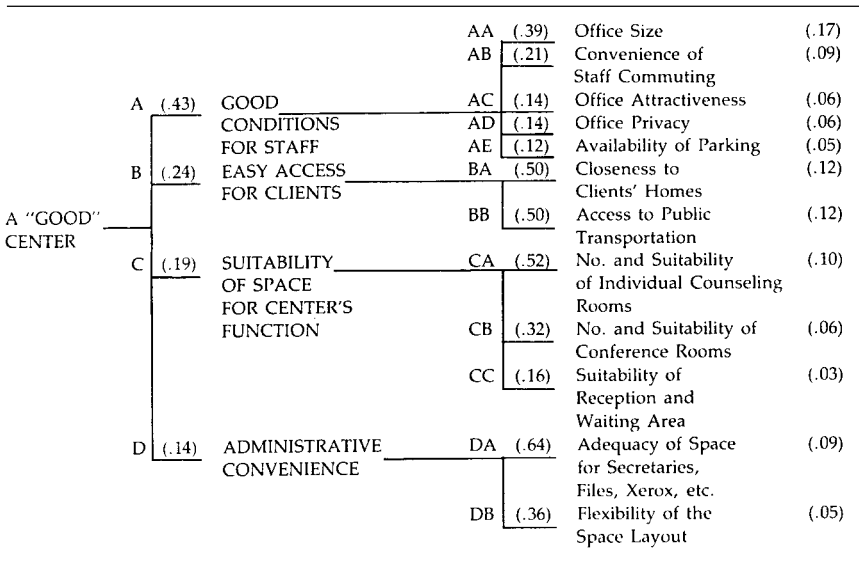 AA (.39) Office Size (.17)
AB (.21) Convenience of (.09)
Staff Commuting
A (.43) GOOD AC (.14) Office Attractiveness (.06)
CONDITIONS AD (.14) Office Privacy (.06)
FOR STAFF AE (.12) Availability of Parking (.05)
B (.24) EASY ACCESS BA (.50) Closeness to (.12)
FOR CLIENTS Clients' Homes
A "GOOD" BB (.50) Access to Public (.12)
CENTER Transportation
C (.19) SUITABILITY CA (.52) No. and Suitability (.10)
OF SPACE of Individual Counseling
FOR CENTER'S Rooms
FUNCTION CB (.32) No. and Suitability of (.06)
Conference Rooms
CC (.16) Suitability of (.03)
Reception and
Waiting Area
D (.14) ADMINISTRATIVE DA (.64) Adequacy of Space (.09)
CONVENIENCE for Secretaries,
Files, Xerox, etc.
DB (.36) Flexibility of the (.05)
Space Layout